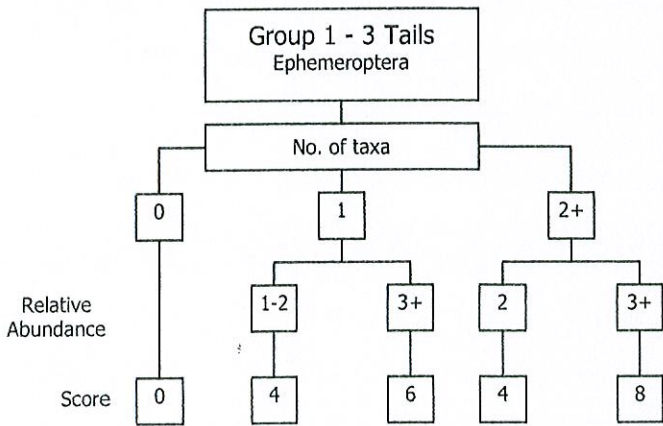 Group 1 - 3 Tails
Ephemeroptera
No. of taxa
0 1 2+
Relative
Abundance
1-2 3+ 2 3+
Score 0 4 6 4 8